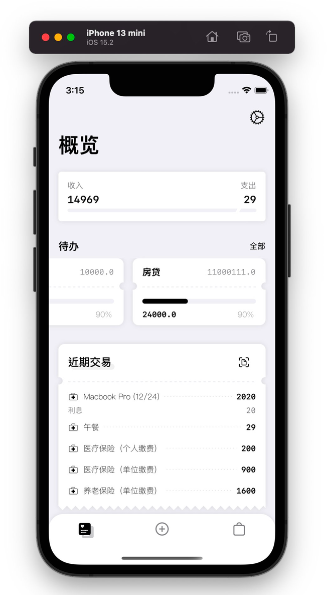 iPhone 13 mini
iOS 15.2
3:15
概览
收入 支出
14969 29
待办 全部
10000.0 房贷 11000111.0
90% 24000.0 90%
近期交易
Macbook Pro (12/24) 2020
利息 20
午餐 29
医疗保险（个人缴费） 200
医疗保险（单位缴费） 900
养老保险（单位缴费） 1600